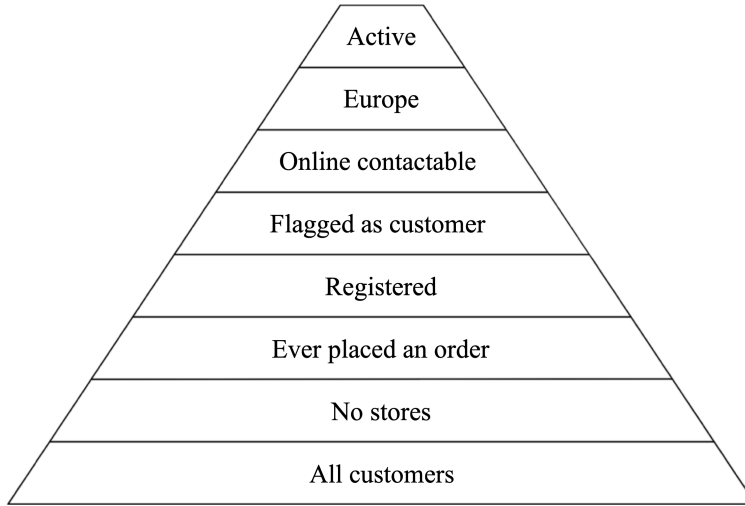 Active
Europe
Online contactable
Flagged as customer
Registered
Ever placed an order
No stores
All customers